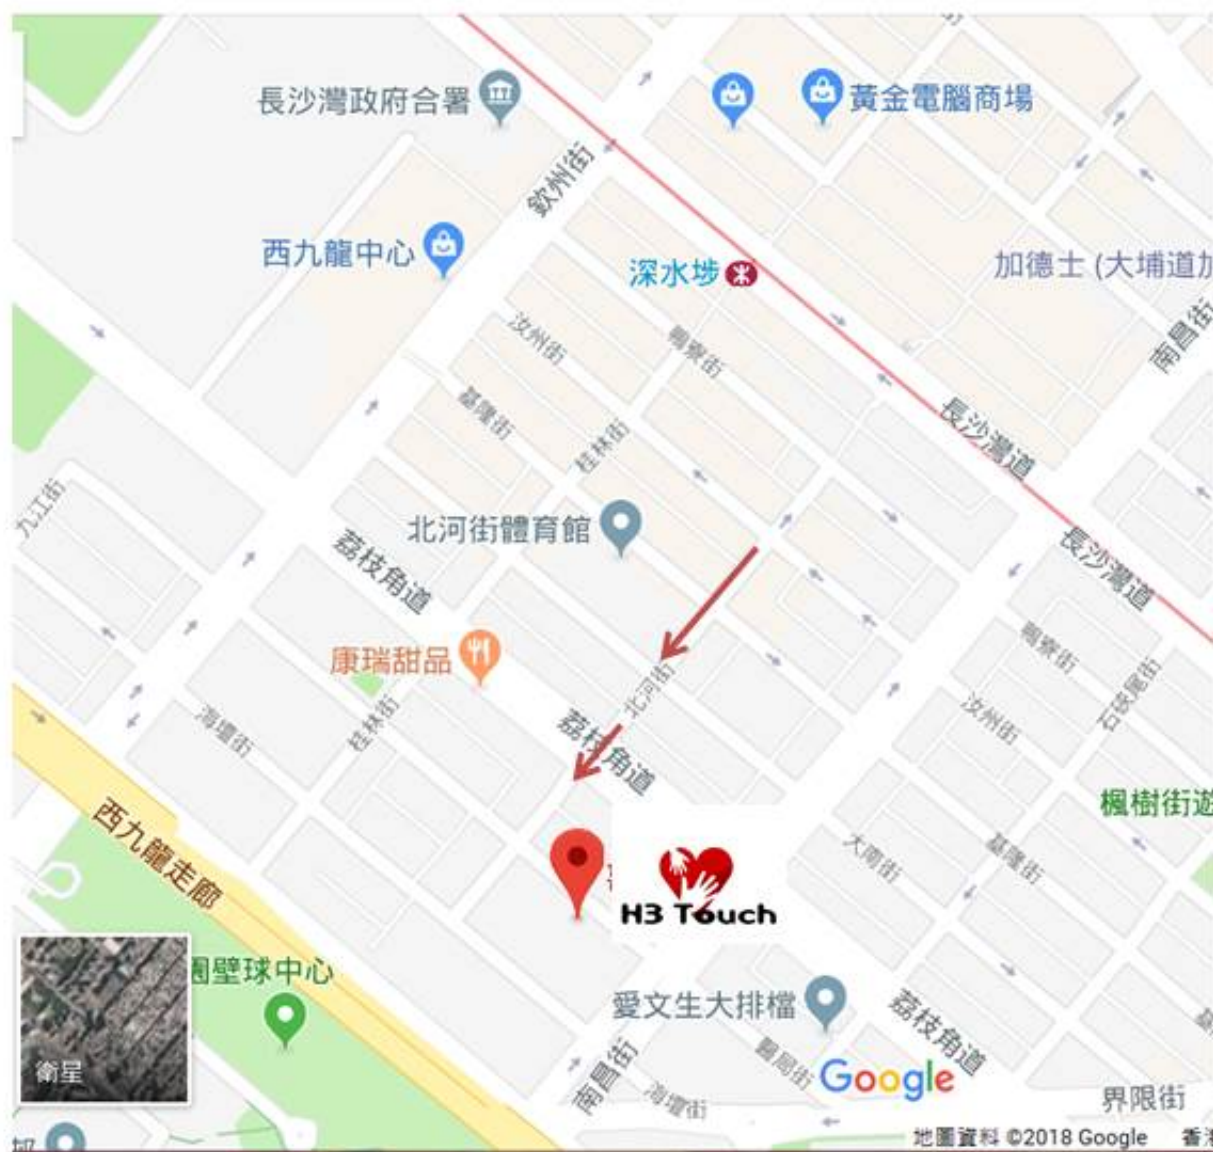 長沙灣政府合署
黃金電腦商場
欽州街
西九龍中心
深水埗
加德士 (大埔道加
南昌街
汝州街
鴨寮街
基隆街
長沙灣道
桂林街
九江街
北河街體育館
荔枝角道
長沙灣道
鴨寮街
康瑞甜品
北河街
石硤尾街
海壇街
桂林街
荔枝角道
汝州街
楓樹街遊
西九龍走廊
大南街
基隆街
H3 Touch
園壁球中心
愛文生大排檔
荔枝角道
基
衛星
南昌街
醫局街
Google
海壇街
界限街
地圖資料 ©2018 Google
香港